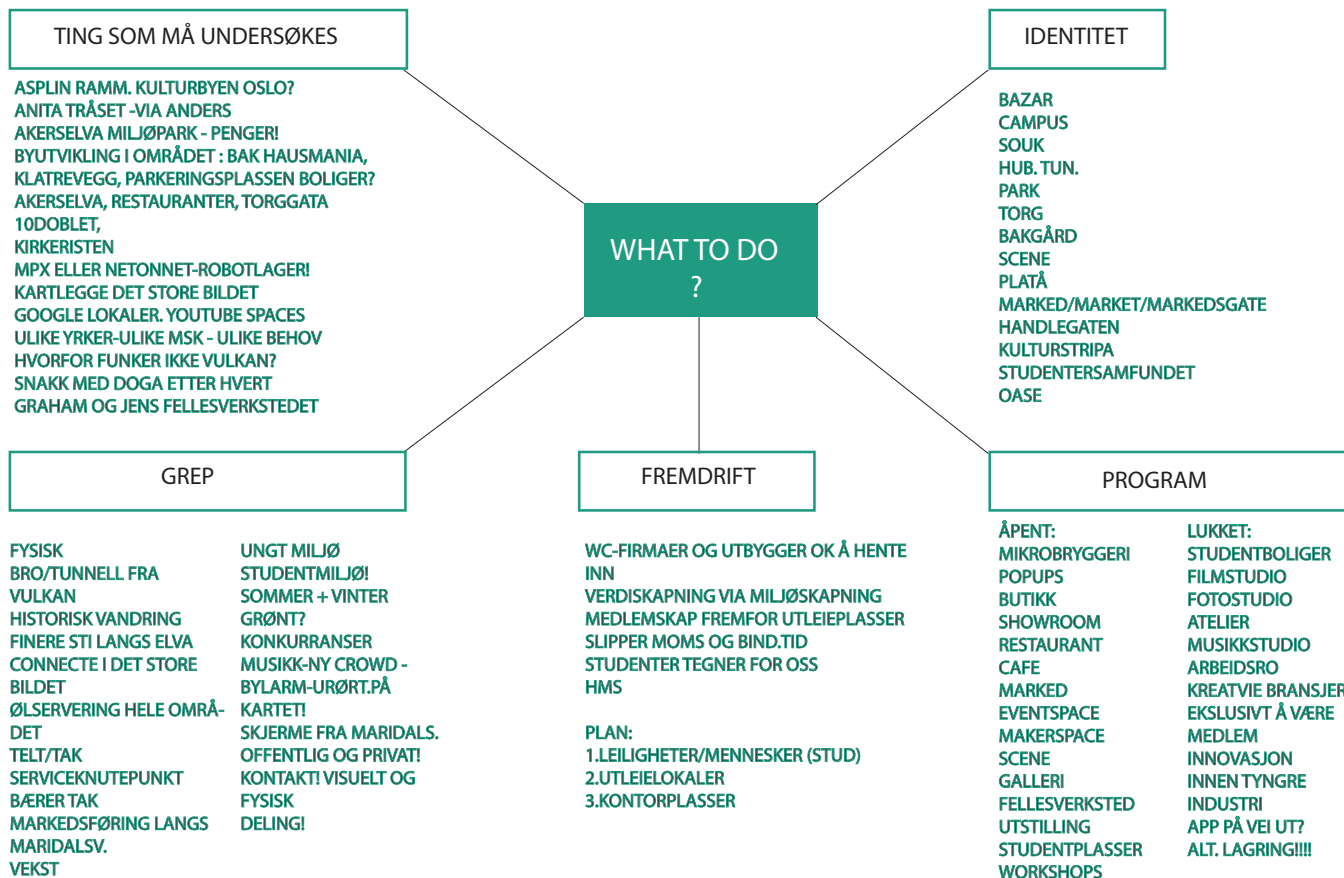 TING SOM MÅ UNDERSØKES
ASPLIN RAMM. KULTURBYEN OSLO?
ANITA TRÅSET -VIA ANDERS
AKERSELVA MILJØPARK - PENGER!
BYUTVIKLING I OMRÅDET : BAK HAUSMANIA,
KLATREVEGG, PARKERINGSPLASSEN BOLIGER?
AKERSELVA, RESTAURANTER, TORGGATA
10DOBLET,
KIRKERISTEN
MPX ELLER NETONNET-ROBOTLAGER!
KARTLEGGE DET STORE BILDET
GOOGLE LOKALER. YOUTUBE SPACES
ULIKE YRKER-ULIKE MSK - ULIKE BEHOV
HVORFOR FUNKER IKKE VULKAN?
SNAKK MED DOGA ETTER HVERT
GRAHAM OG JENS FELLESVERKSTEDET
IDENTITET
BAZAR
CAMPUS
SOUK
HUB. TUN.
PARK
TORG
BAKGÅRD
SCENE
PLATÅ
MARKED/MARKET/MARKEDSGATE
HANDLEGATEN
KULTURSTRIPA
STUDENTERSAMFUNDET
OASE
WHAT TO DO
?
GREP
FYSISK
BRO/TUNNELL FRA
VULKAN
HISTORISK VANDRING
FINERE STI LANGS ELVA
CONNECTE I DET STORE
BILDET
ØLSERVERING HELE OMRÅ-
DET
TELT/TAK
SERVICEKNUTEPUNKT
BÆRER TAK
MARKEDSFØRING LANGS
MARIDALSV.
VEKST
UNGT MILJØ
STUDENTMILJØ!
SOMMER + VINTER
GRØNT?
KONKURRANSER
MUSIKK-NY CROWD -
BYLARM-URØRT.PÅ
KARTET!
SKJERME FRA MARIDALS.
OFFENTLIG OG PRIVAT!
KONTAKT! VISUELT OG
FYSISK
DELING!
FREMDRIFT
WC-FIRMAER OG UTBYGGER OK Å HENTE
INN
VERDISKAPNING VIA MILJØSKAPNING
MEDLEMSKAP FREMFOR UTLEIEPLASSER
SLIPPER MOMS OG BIND.TID
STUDENTER TEGNER FOR OSS
HMS
PLAN:
1.LEILIGHETER/MENNESKER (STUD)
2.UTLEIELOKALER
3.KONTORPLASSER
PROGRAM
ÅPENT:
MIKROBRYGGERI
POPUPS
BUTIKK
SHOWROOM
RESTAURANT
CAFE
MARKED
EVENTSPACE
MAKERSPACE
SCENE
GALLERI
FELLESVERKSTED
UTSTILLING
STUDENTPLASSER
WORKSHOPS
LUKKET:
STUDENTBOLIGER
FILMSTUDIO
FOTOSTUDIO
ATELIER
MUSIKKSTUDIO
ARBEIDSRO
KREATVIE BRANSJER
EKSLUSIVT Å VÆRE
MEDLEM
INNOVASJON
INNEN TYNGRE
INDUSTRI
APP PÅ VEI UT?
ALT. LAGRING!!!!